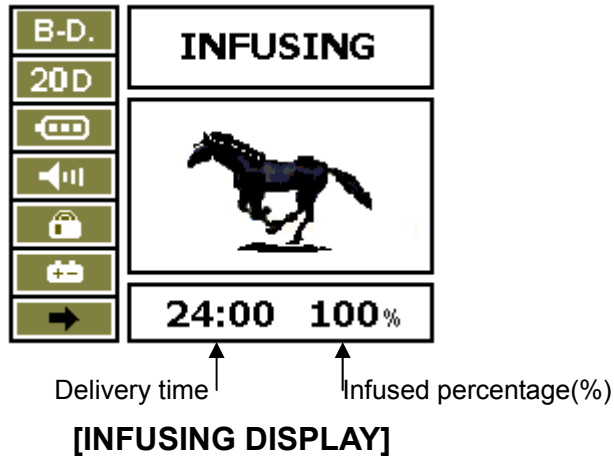 B-D.
INFUSING
20D
24:00 100%
Delivery time Infused percentage(%)
[INFUSING DISPLAY]